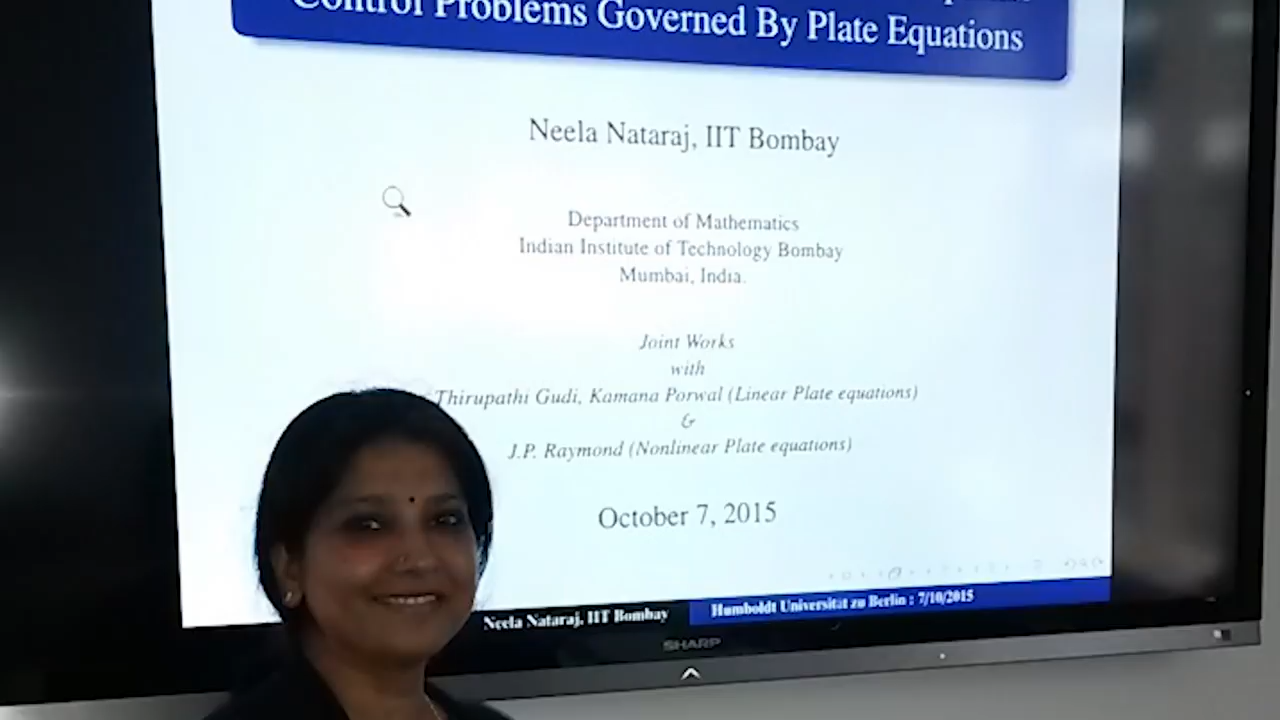 Control Problems Governed By Plate Equations
Neela Nataraj, IIT Bombay
Department of Mathematics
Indian Institute of Technology Bombay
Mumbai, India.
Joint Works
with
Thirupathi Gudi, Kamana Porwal (Linear Plate equations)
&
J.P. Raymond (Nonlinear Plate equations)
October 7, 2015
Neela Nataraj, IIT Bombay
Humboldt Universität zu Berlin : 7/10/2015
SHARP